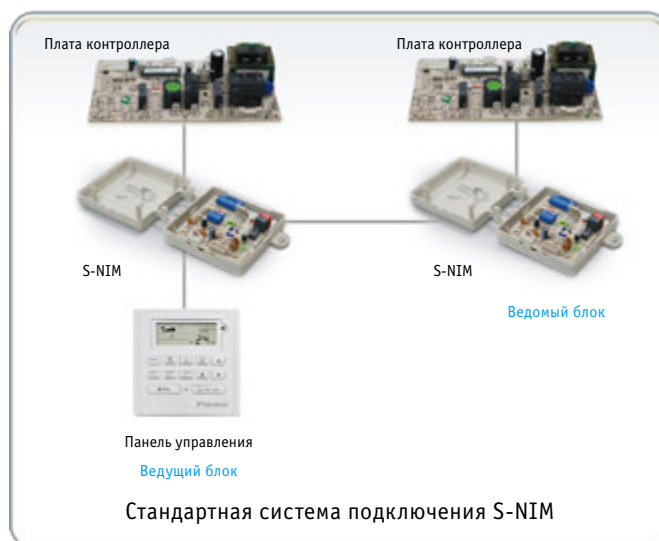 Плата контроллера
Плата контроллера
S-NIM
S-NIM
Ведомый блок
Панель управления
Ведущий блок
Стандартная система подключения S-NIM